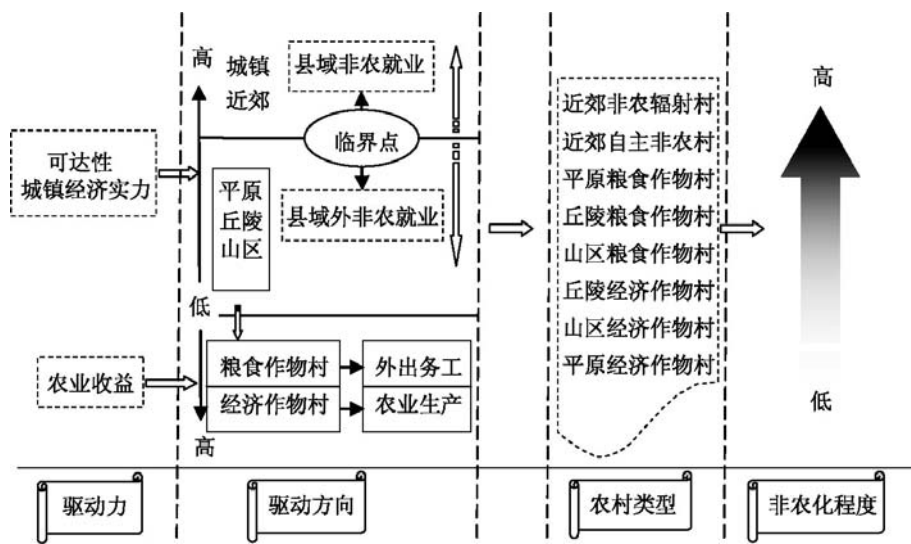 可达性
城镇经济实力
农业收益
驱动力
高
城镇
近郊
县域非农就业
临界点
平原
丘陵
山区
县域外非农就业
低
粮食作物村
外出务工
经济作物村
农业生产
高
驱动方向
近郊非农辐射村
近郊自主非农村
平原粮食作物村
丘陵粮食作物村
山区粮食作物村
丘陵经济作物村
山区经济作物村
平原经济作物村
农村类型
高
低
非农化程度